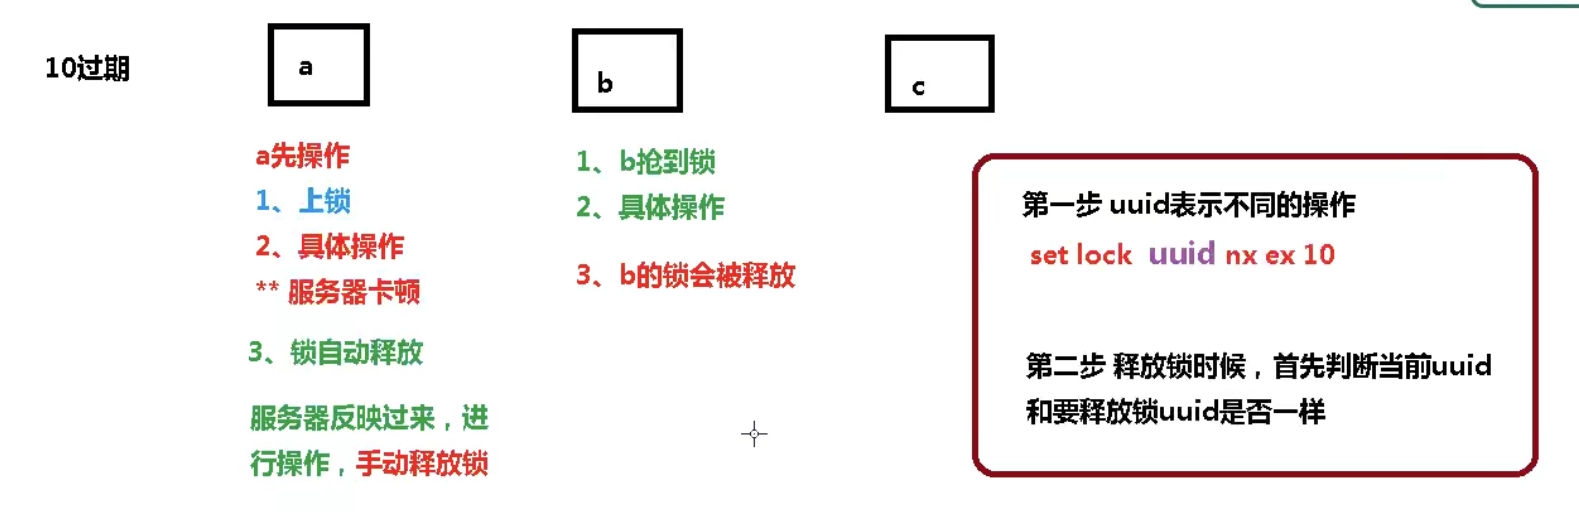 10过期
a
b
c
a先操作
1、上锁
2、具体操作
** 服务器卡顿
3、锁自动释放
服务器反映过来，进
行操作，手动释放锁
1、b抢到锁
2、具体操作
3、b的锁会被释放
第一步 uuid表示不同的操作
set lock uuid nx ex 10
第二步 释放锁时候，首先判断当前uuid
和要释放锁uuid是否一样